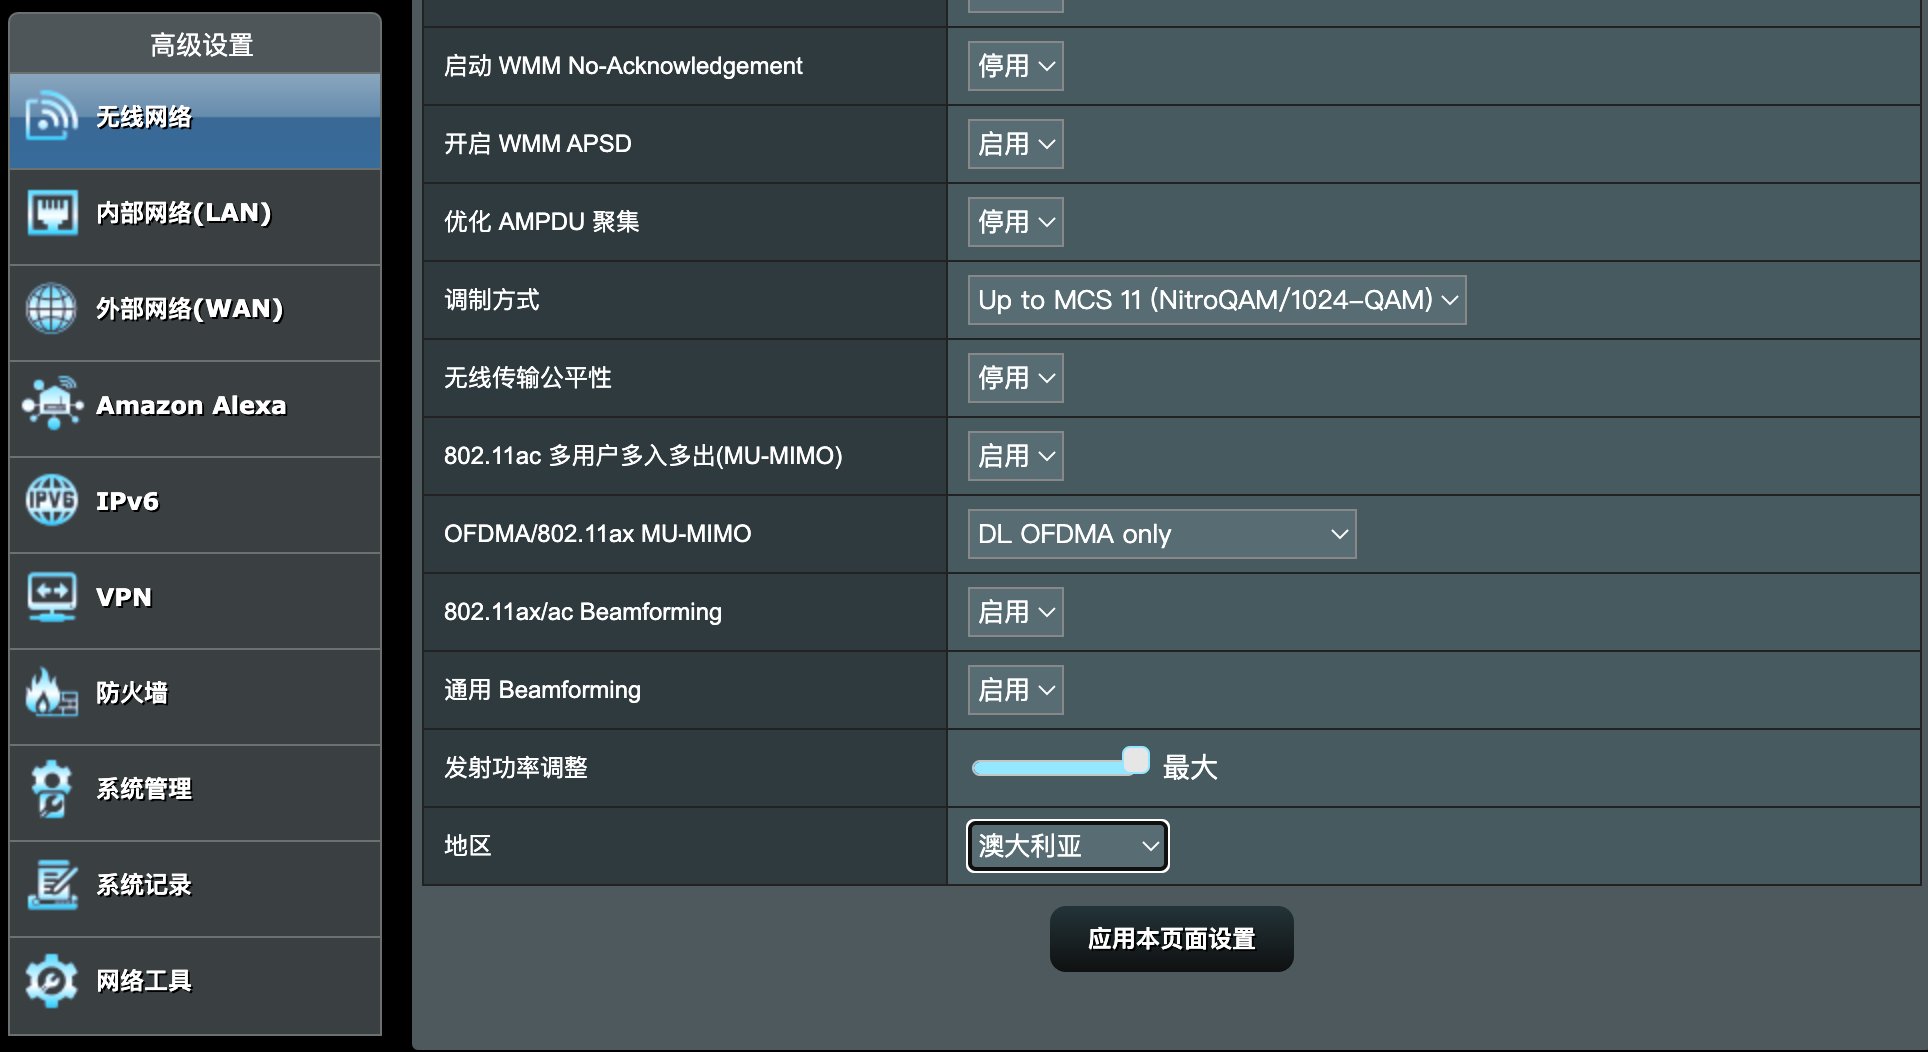 高级设置
无线网络
内部网络(LAN)
外部网络(WAN)
Amazon Alexa
IPv6
VPN
防火墙
系统管理
系统记录
网络工具
启动 WMM No-Acknowledgement 停用
开启 WMM APSD 启用
优化 AMPDU 聚集 停用
调制方式 Up to MCS 11 (NitroQAM/1024-QAM)
无线传输公平性 停用
802.11ac 多用户多入多出(MU-MIMO) 启用
OFDMA/802.11ax MU-MIMO DL OFDMA only
802.11ax/ac Beamforming 启用
通用 Beamforming 启用
发射功率调整 最大
地区 澳大利亚
应用本页面设置